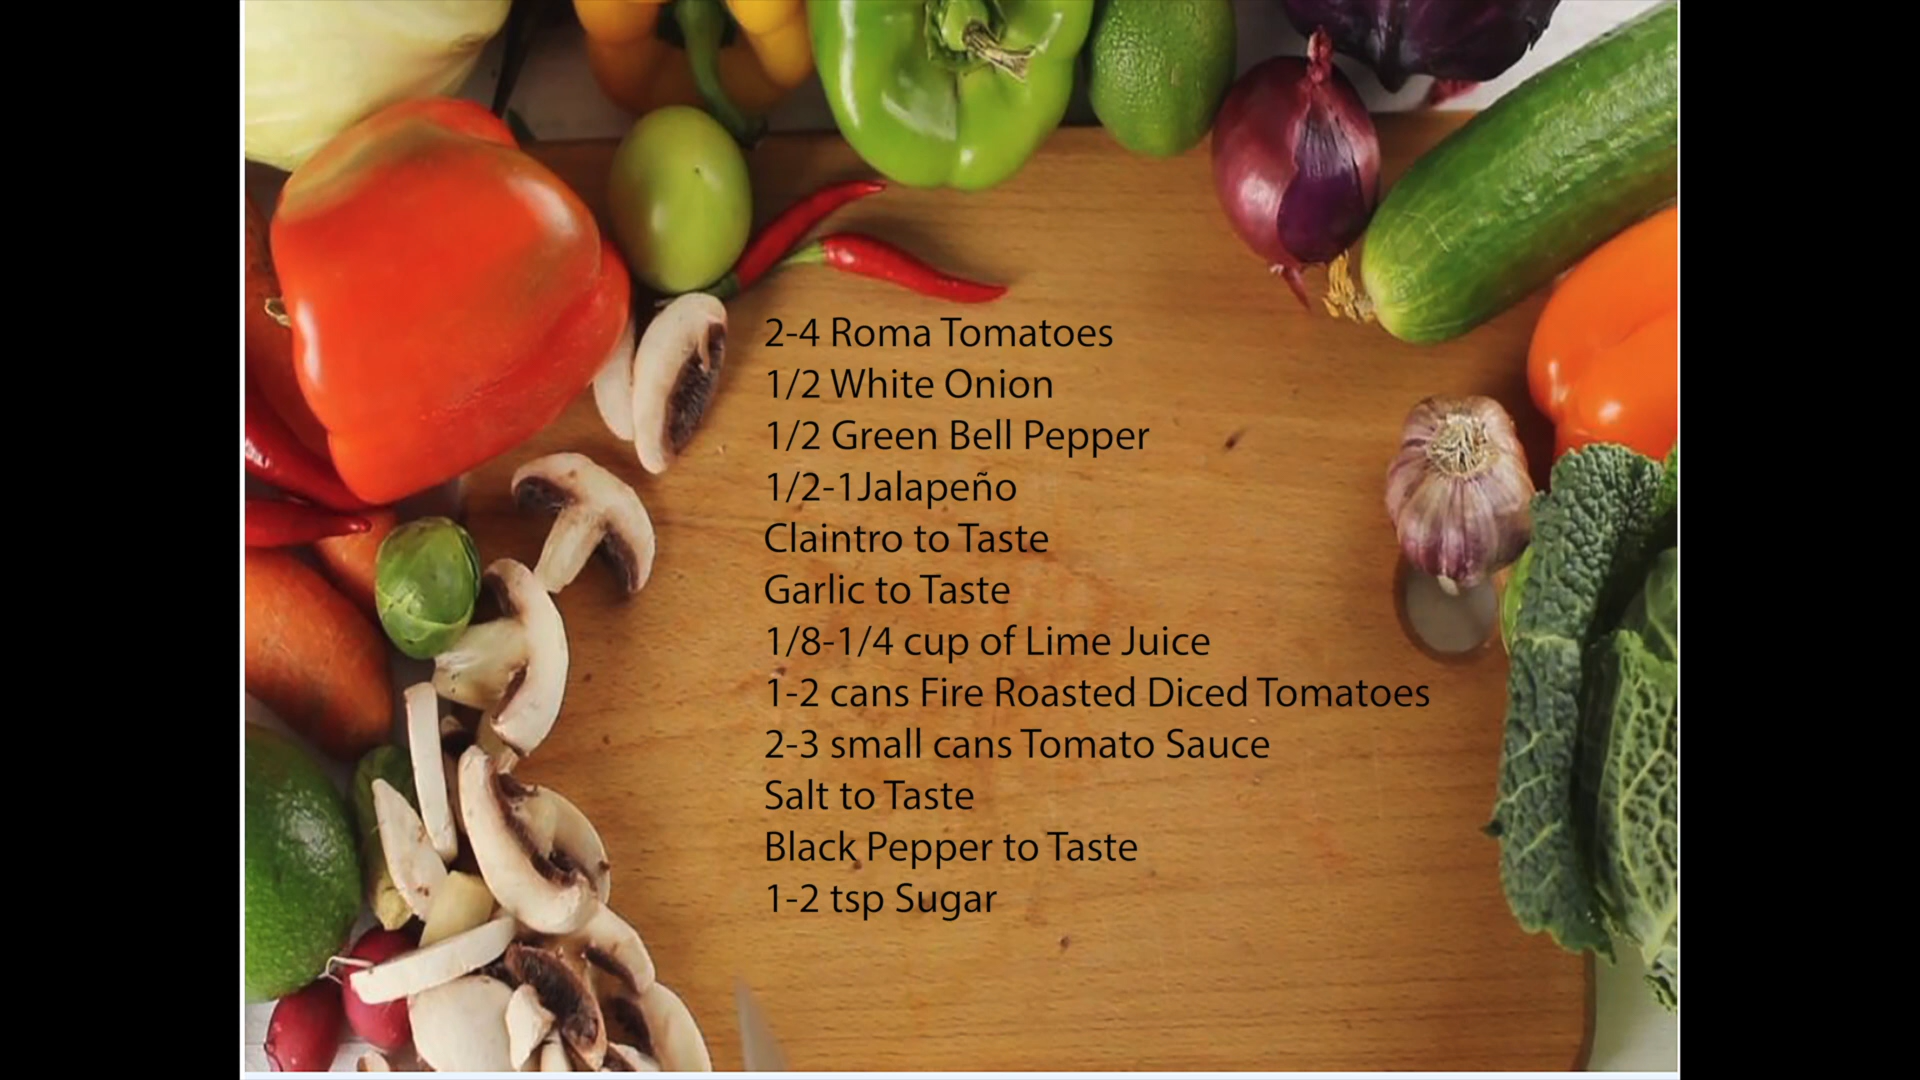 2-4 Roma Tomatoes
1/2 White Onion
1/2 Green Bell Pepper
1/2-1Jalapeño
Claintro to Taste
Garlic to Taste
1/8-1/4 cup of Lime Juice
1-2 cans Fire Roasted Diced Tomatoes
2-3 small cans Tomato Sauce
Salt to Taste
Black Pepper to Taste
1-2 tsp Sugar